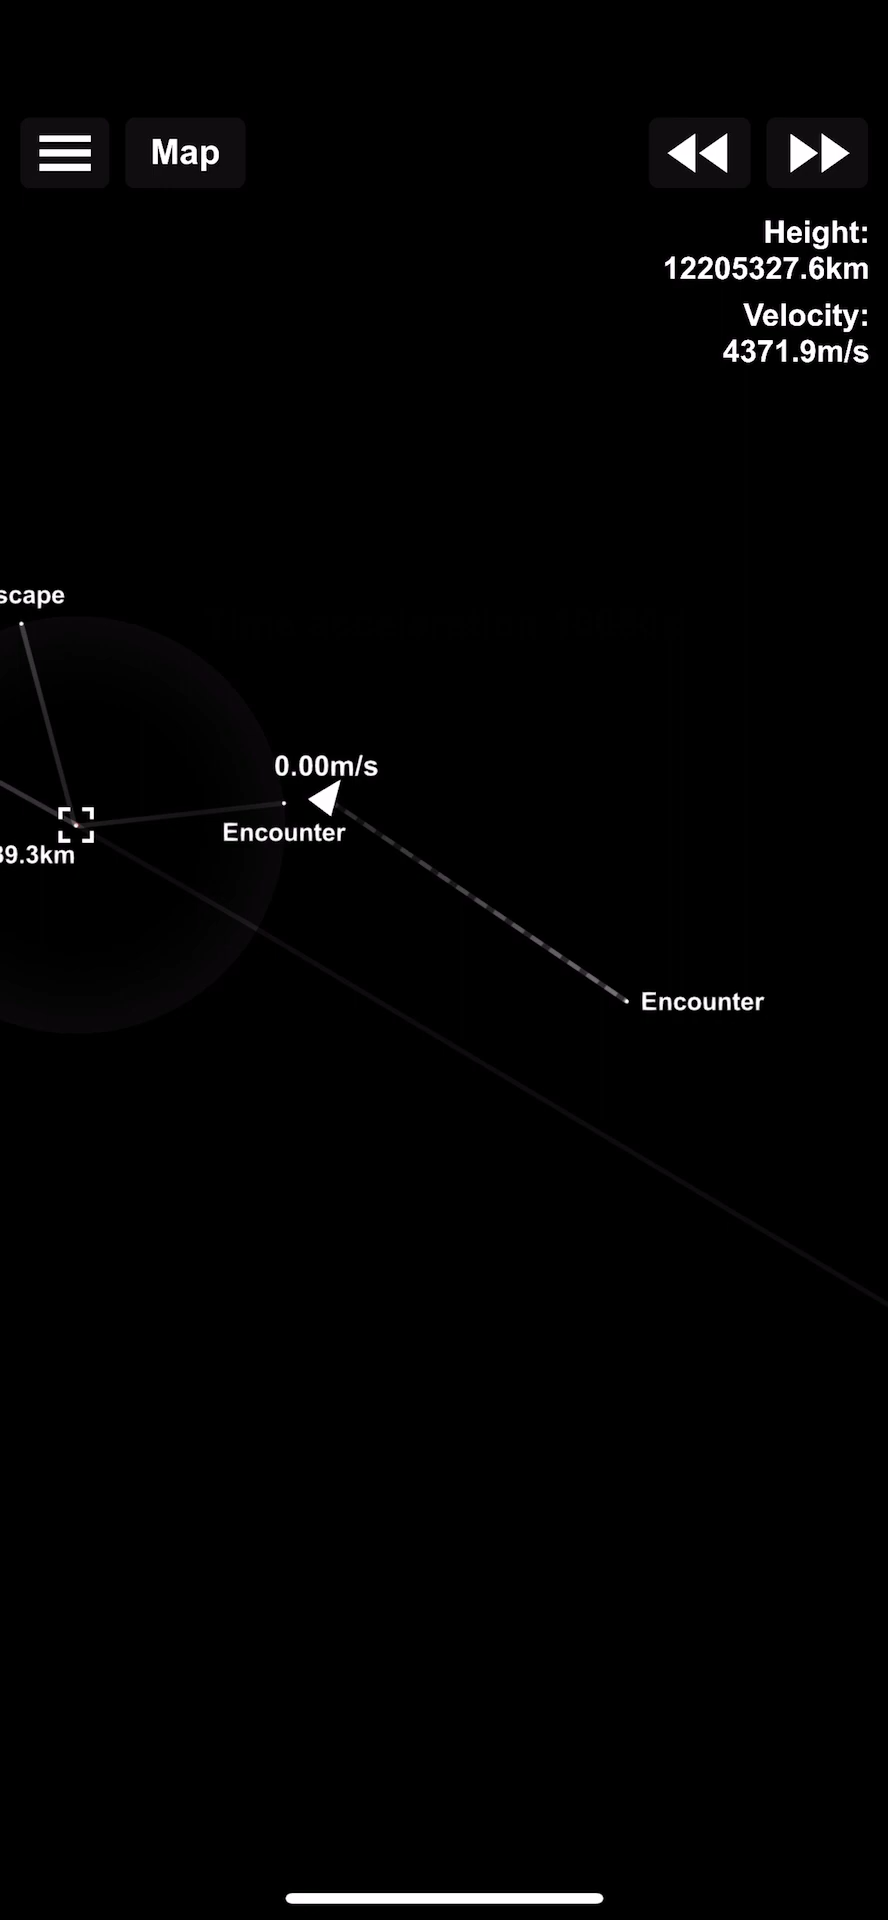 Map
Height:
12205327.6km
Velocity:
4371.9m/s
scape
0.00m/s
Encounter
39.3km
Encounter